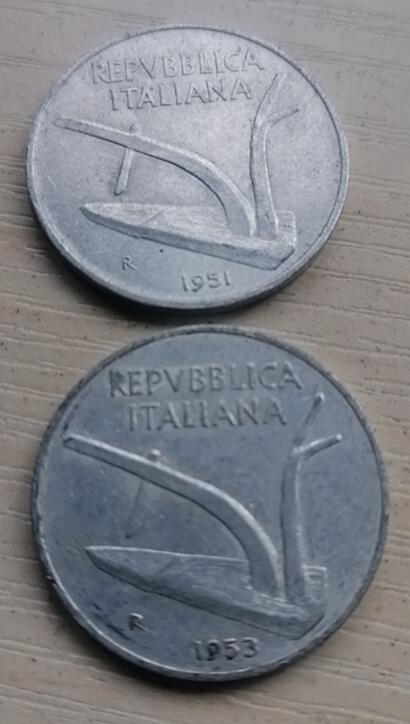 REPVBBLICA
ITALIANA
R
1951
REPVBBLICA
ITALIANA
R
1953